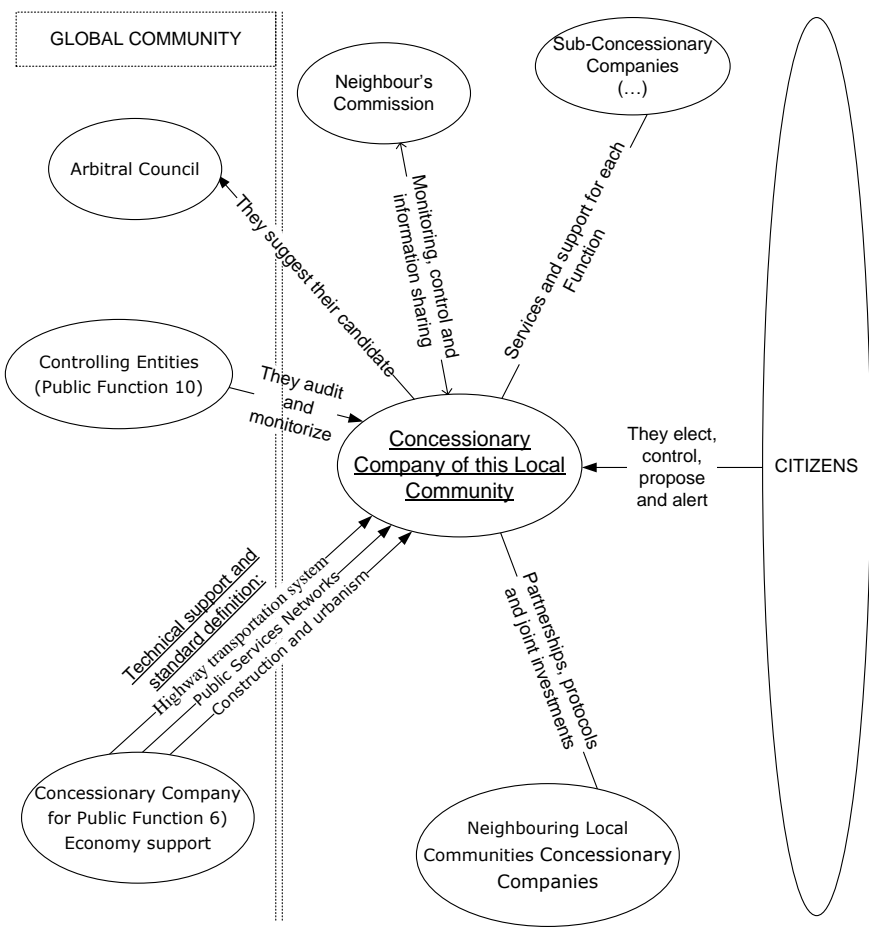 GLOBAL COMMUNITY
Neighbour's
Commission
Sub-Concessionary
Companies
(...)
Arbitral Council
They suggest their candidate
Monitoring, control and
information sharing
Services and support for each
Function
Controlling Entities
(Public Function 10)
They audit
and
monitorize
Concessionary
Company of this Local
Community
They elect,
control,
propose
and alert
CITIZENS
Technical support and
standard definition:
Highway transportation system
Public Services Networks
Construction and urbanism
Partnerships, protocols
and joint investments
Concessionary Company
for Public Function 6)
Economy support
Neighbouring Local
Communities Concessionary
Companies